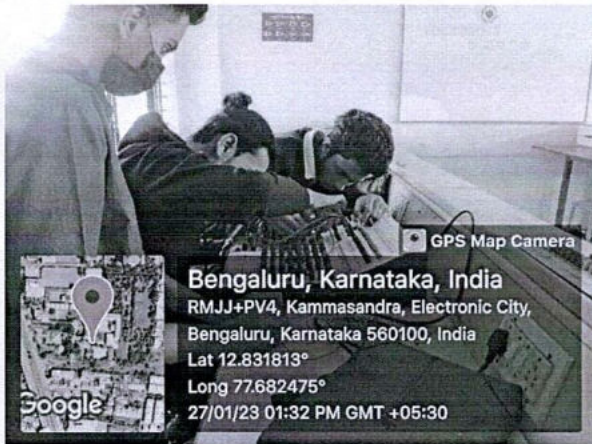 GPS Map Camera
Bengaluru, Karnataka, India
RMJJ+PV4, Kammasandra, Electronic City,
Bengaluru, Karnataka 560100, India
Lat 12.831813°
Long 77.682475°
27/01/23 01:32 PM GMT +05:30
Google